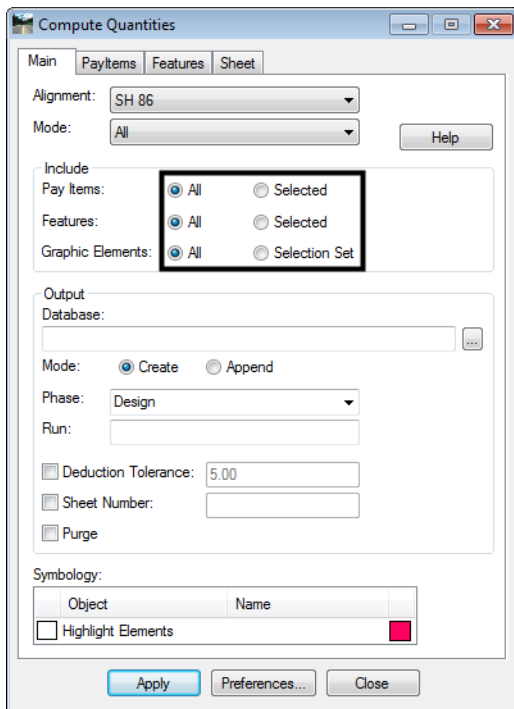 Compute Quantities
Main PayItems Features Sheet
Alignment: SH 86
Mode: All
Help
Include
Pay Items: All Selected
Features: All Selected
Graphic Elements: All Selection Set
Output
Database:
...
Mode: Create Append
Phase: Design
Run:
Deduction Tolerance: 5.00
Sheet Number:
Purge
Symbology:
Object Name
Highlight Elements
Apply Preferences... Close